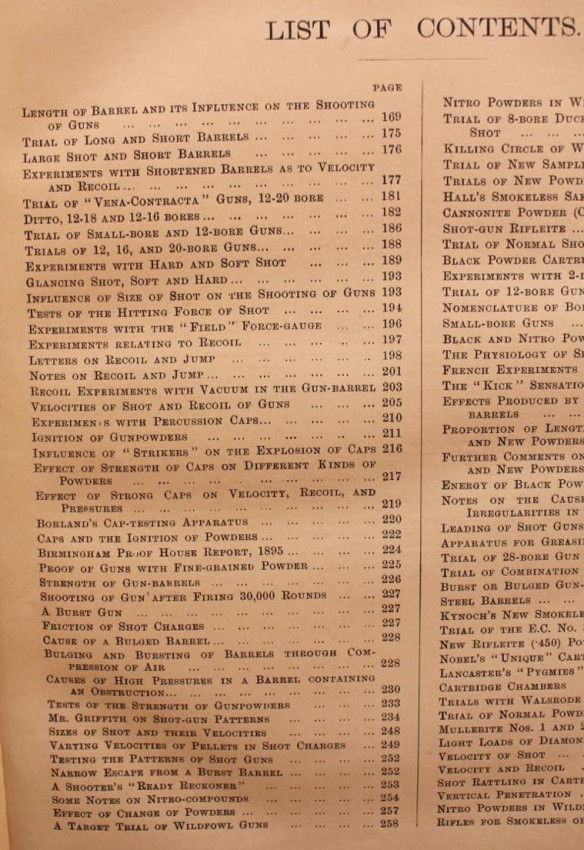 LIST OF CONTENTS.
PAGE
LENGTH OF BARREL AND ITS INFLUENCE ON THE SHOOTING
OF GUNS ... ... ... ... ... ... ... ... ... 169
TRIAL OF LONG AND SHORT BARRELS ... ... ... ... ... 175
LARGE SHOT AND SHORT BARRELS ... ... ... ... ... 176
EXPERIMENTS WITH SHORTENED BARRELS AS TO VELOCITY
AND RECOIL ... ... ... ... ... ... ... ... ... 177
TRIAL OF "VENA-CONTRACTA" GUNS, 12-20 BORE ... ... 181
DITTO, 12-18 AND 12-16 BORES ... ... ... ... ... ... 182
TRIAL OF SMALL-BORE AND 12-BORE GUNS... ... ... ... 186
TRIALS OF 12, 16, AND 20-BORE GUNS... ... ... ... ... 188
EXPERIMENTS WITH HARD AND SOFT SHOT ... ... ... 189
GLANCING SHOT, SOFT AND HARD ... ... ... ... ... 193
INFLUENCE OF SIZE OF SHOT ON THE SHOOTING OF GUNS 193
TESTS OF THE HITTING FORCE OF SHOT ... ... ... ... 194
EXPERIMENTS WITH THE "FIELD" FORCE-GAUGE ... ... 196
EXPERIMENTS RELATING TO RECOIL ... ... ... ... ... 197
LETTERS ON RECOIL AND JUMP ... ... ... ... ... ... 198
NOTES ON RECOIL AND JUMP ... ... ... ... ... ... 201
RECOIL EXPERIMENTS WITH VACUUM IN THE GUN-BARREL 203
VELOCITIES OF SHOT AND RECOIL OF GUNS ... ... ... 205
EXPERIMENTS WITH PERCUSSION CAPS... ... ... ... ... 210
IGNITION OF GUNPOWDERS ... ... ... ... ... ... ... 211
INFLUENCE OF "STRIKERS" ON THE EXPLOSION OF CAPS 216
EFFECT OF STRENGTH OF CAPS ON DIFFERENT KINDS OF
POWDERS ... ... ... ... ... ... ... ... ... 217
EFFECT OF STRONG CAPS ON VELOCITY, RECOIL, AND
PRESSURES ... ... ... ... ... ... ... ... ... 219
BORLAND'S CAP-TESTING APPARATUS ... ... ... ... ... 220
CAPS AND THE IGNITION OF POWDERS ... ... ... ... ... 222
BIRMINGHAM PROOF HOUSE REPORT, 1895 ... ... ... ... 224
PROOF OF GUNS WITH FINE-GRAINED POWDER ... ... ... 225
STRENGTH OF GUN-BARRELS ... ... ... ... ... ... ... 226
SHOOTING OF GUN AFTER FIRING 30,000 ROUNDS ... ... 227
A BURST GUN ... ... ... ... ... ... ... ... ... 227
FRICTION OF SHOT CHARGES ... ... ... ... ... ... ... 227
CAUSE OF A BULGED BARREL ... ... ... ... ... ... ... 228
BULGING AND BURSTING OF BARRELS THROUGH COM-
PRESSION OF AIR ... ... ... ... ... ... ... ... 228
CAUSES OF HIGH PRESSURES IN A BARREL CONTAINING
AN OBSTRUCTION... ... ... ... ... ... ... ... ... 230
TESTS OF THE STRENGTH OF GUNPOWDERS ... ... ... 233
MR. GRIFFITH ON SHOT-GUN PATTERNS ... ... ... ... 234
SIZES OF SHOT AND THEIR VELOCITIES ... ... ... ... 248
VARYING VELOCITIES OF PELLETS IN SHOT CHARGES ... 249
TESTING THE PATTERNS OF SHOT GUNS ... ... ... ... 252
NARROW ESCAPE FROM A BURST BARREL ... ... ... ... 252
A SHOOTER'S "READY RECKONER" ... ... ... ... ... 253
SOME NOTES ON NITRO-COMPOUNDS ... ... ... ... ... 254
EFFECT OF CHANGE OF POWDERS ... ... ... ... ... ... 257
A TARGET TRIAL OF WILDFOWL GUNS ... ... ... ... 258
NITRO POWDERS IN
TRIAL OF 8-BORE
SHOT ... ... ...
KILLING CIRCLE OF
TRIAL OF NEW
TRIALS OF NEW
HALL'S SMOKELESS
CANNONITE POWDER
SHOT-GUN RIFLEITE ...
TRIAL OF NORMAL
BLACK POWDER
EXPERIMENTS WITH
TRIAL OF 12-BORE
NOMENCLATURE OF
SMALL-BORE GUNS ...
BLACK AND NITRO
THE PHYSIOLOGY OF
FRENCH EXPERIMENTS
THE "KICK"
EFFECTS PRODUCED BY
BARRELS ... ...
PROPORTION OF
AND NEW POWDERS
FURTHER COMMENTS
AND NEW POWDERS
ENERGY OF BLACK
NOTES ON THE
IRREGULARITIES IN
LEADING OF SHOT GUNS
APPARATUS FOR
TRIAL OF 28-BORE GUN
TRIAL OF COMBINATION
BURST OR BULGED
STEEL BARRELS ... ...
KYNOCH'S NEW
TRIAL OF THE E.C. No.
NEW RIFLEITE (·450)
NOBEL'S "UNIQUE"
LANCASTER'S "PYGMIES"
CARTRIDGE CHAMBERS
TRIALS WITH WALSRODE
TRIAL OF NORMAL
MULLERITE NOS. 1 AND
LIGHT LOADS OF
VELOCITY OF SHOT ...
VELOCITY AND RECOIL
SHOT RATTLING IN
VERTICAL PENETRATION
NITRO POWDERS IN
RIFLES FOR SMOKELESS